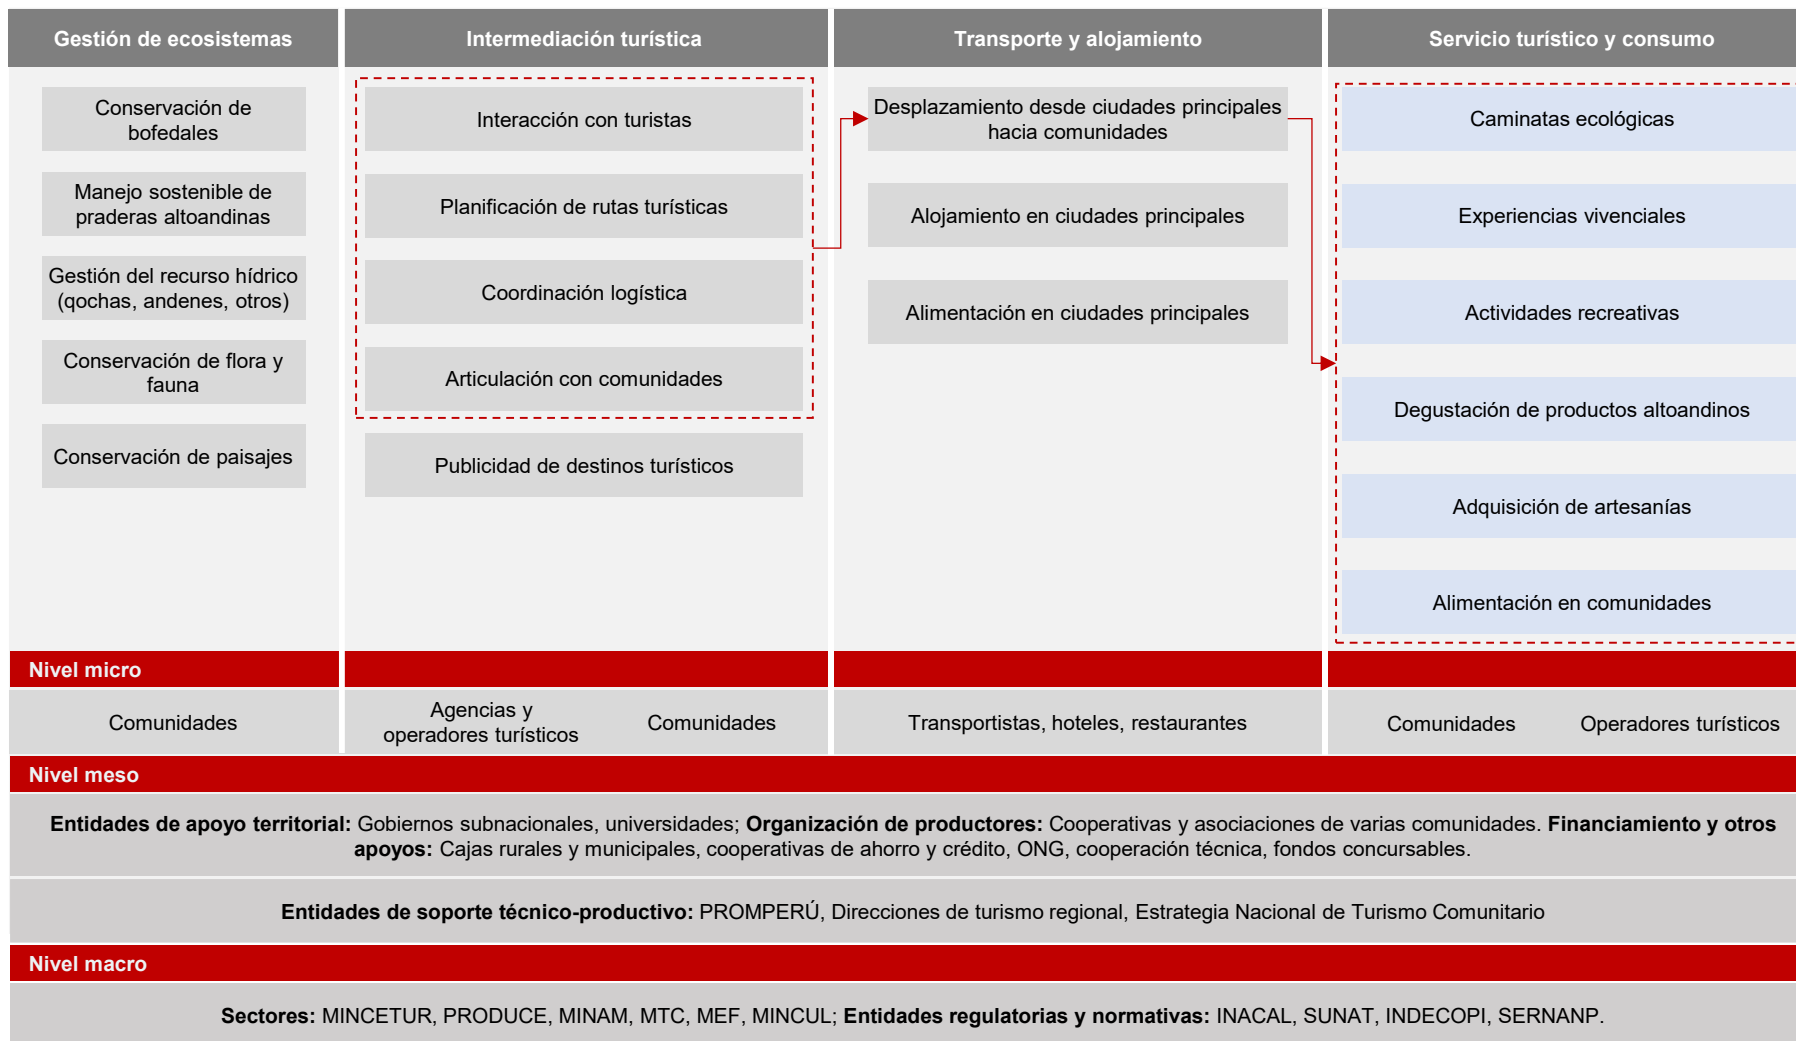 Gestión de ecosistemas
Intermediación turística
Transporte y alojamiento
Servicio turístico y consumo
Conservación de
bofedales
Manejo sostenible de
praderas altoandinas
Gestión del recurso hídrico
(qochas, andenes, otros)
Conservación de flora y
fauna
Conservación de paisajes
Interacción con turistas
Planificación de rutas turísticas
Coordinación logística
Articulación con comunidades
Publicidad de destinos turísticos
Desplazamiento desde ciudades principales
hacia comunidades
Alojamiento en ciudades principales
Alimentación en ciudades principales
Caminatas ecológicas
Experiencias vivenciales
Actividades recreativas
Degustación de productos altoandinos
Adquisición de artesanías
Alimentación en comunidades
Nivel micro
Comunidades
Agencias y
operadores turísticos
Comunidades
Transportistas, hoteles, restaurantes
Comunidades
Operadores turísticos
Nivel meso
Entidades de apoyo territorial: Gobiernos subnacionales, universidades; Organización de productores: Cooperativas y asociaciones de varias comunidades. Financiamiento y otros
apoyos: Cajas rurales y municipales, cooperativas de ahorro y crédito, ONG, cooperación técnica, fondos concursables.
Entidades de soporte técnico-productivo: PROMPERÚ, Direcciones de turismo regional, Estrategia Nacional de Turismo Comunitario
Nivel macro
Sectores: MINCETUR, PRODUCE, MINAM, MTC, MEF, MINCUL; Entidades regulatorias y normativas: INACAL, SUNAT, INDECOPI, SERNANP.